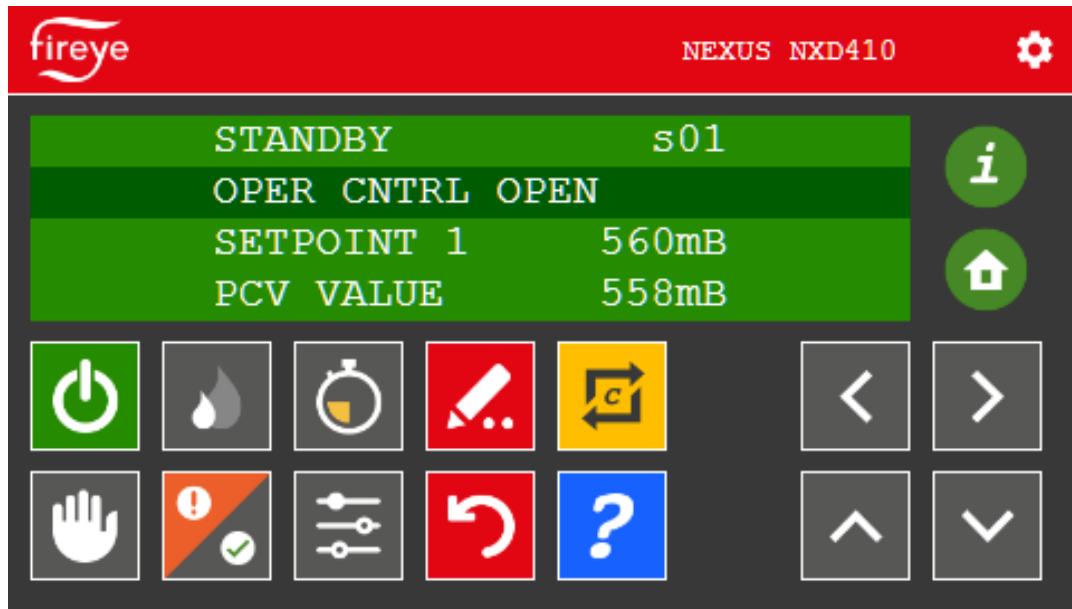 fireye
NEXUS NXD410
STANDBY s01
OPER CNTRL OPEN
SETPOINT 1 560mB
PCV VALUE 558mB
i
C
?